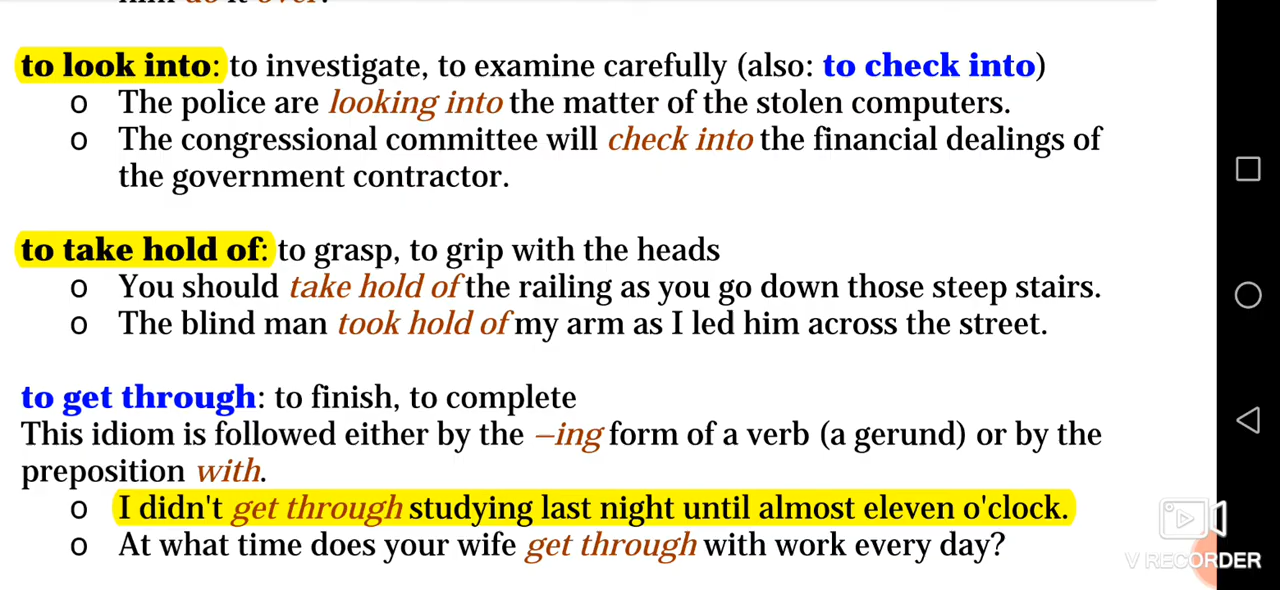 to look into: to investigate, to examine carefully (also: to check into)
o The police are looking into the matter of the stolen computers.
o The congressional committee will check into the financial dealings of
the government contractor.
to take hold of: to grasp, to grip with the heads
o You should take hold of the railing as you go down those steep stairs.
o The blind man took hold of my arm as I led him across the street.
to get through: to finish, to complete
This idiom is followed either by the –ing form of a verb (a gerund) or by the
preposition with.
o I didn't get through studying last night until almost eleven o'clock.
o At what time does your wife get through with work every day?
V RECORDER